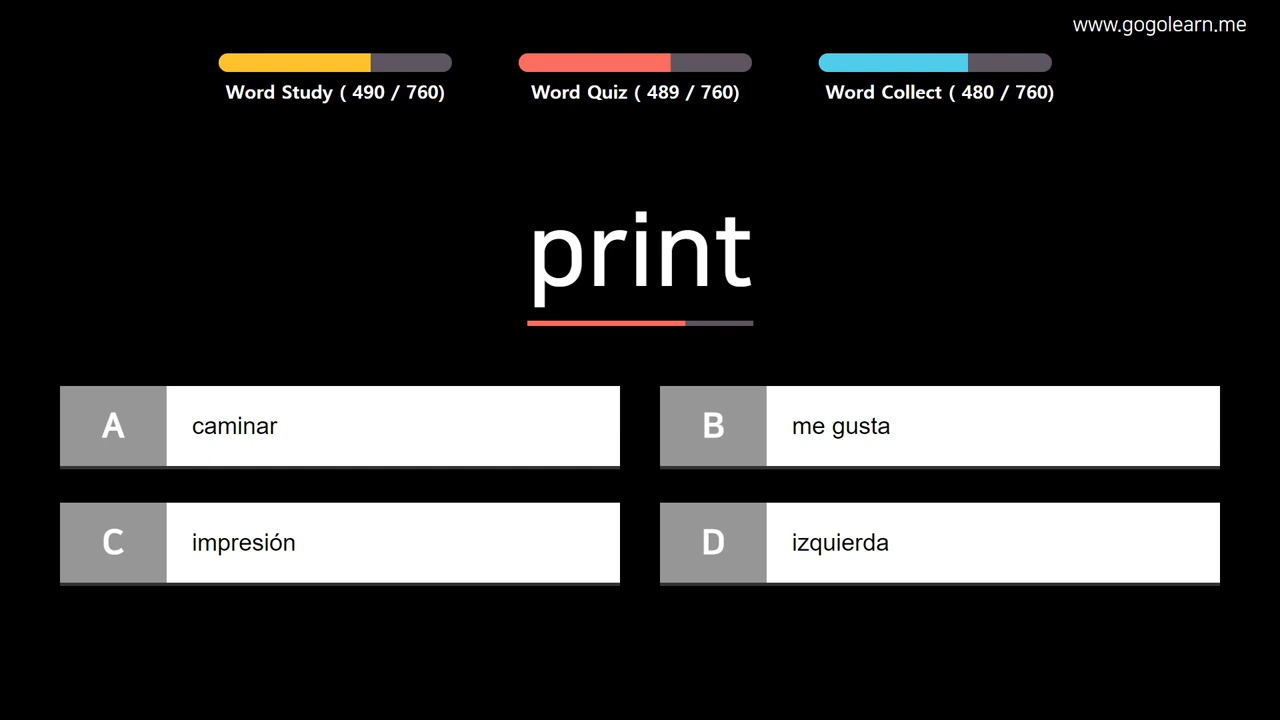 www.gogolearn.me
Word Study ( 490 / 760)
Word Quiz ( 489 / 760)
Word Collect ( 480 / 760)
print
A
caminar
B
me gusta
C
impresión
D
izquierda